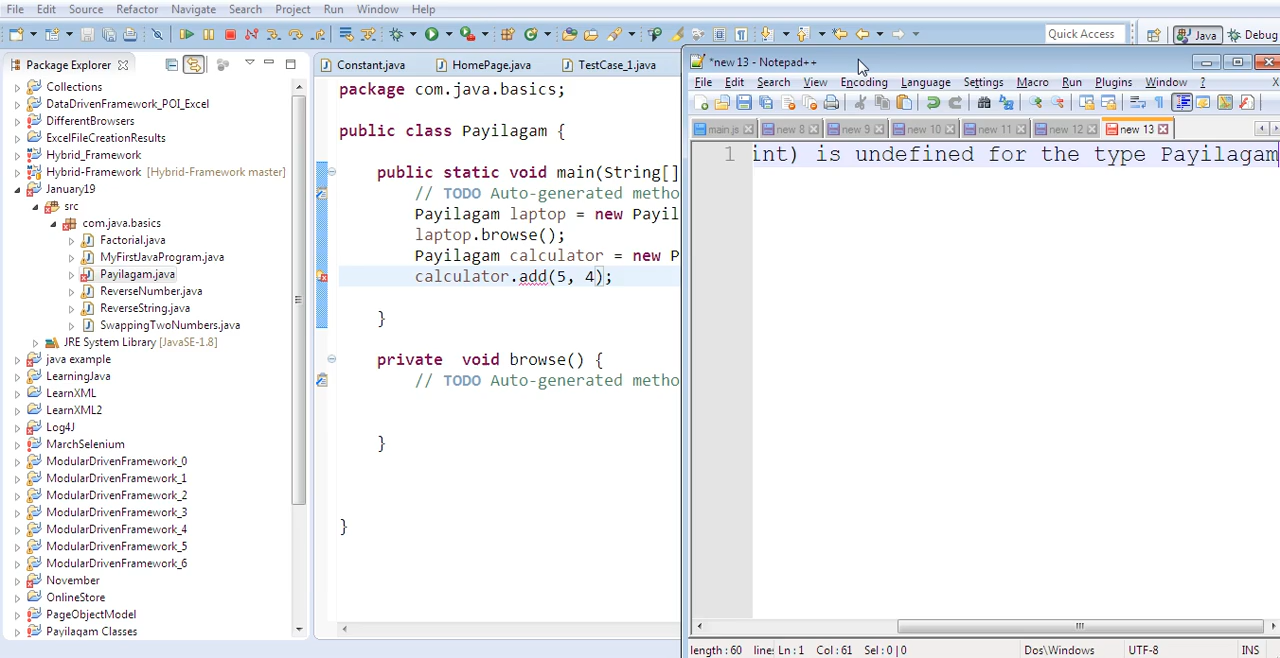 File Edit Source Refactor Navigate Search Project Run Window Help
Quick Access
Java
Debug
Package Explorer
Collections
DataDrivenFramework_POI_Excel
DifferentBrowsers
ExcelFileCreationResults
Hybrid_Framework
Hybrid-Framework [Hybrid-Framework master]
January19
src
com.java.basics
Factorial.java
MyFirstJavaProgram.java
Payilagam.java
ReverseNumber.java
ReverseString.java
SwappingTwoNumbers.java
JRE System Library [JavaSE-1.8]
java example
LearningJava
LearnXML
LearnXML2
Log4J
MarchSelenium
ModularDrivenFramework_0
ModularDrivenFramework_1
ModularDrivenFramework_2
ModularDrivenFramework_3
ModularDrivenFramework_4
ModularDrivenFramework_5
ModularDrivenFramework_6
November
OnlineStore
PageObjectModel
Payilagam Classes
Constant.java HomePage.java TestCase_1.java
package com.java.basics;
public class Payilagam {
public static void main(String[]
// TODO Auto-generated metho
Payilagam laptop = new Payil
laptop.browse();
Payilagam calculator = new P
calculator.add(5, 4);
}
private void browse() {
// TODO Auto-generated metho
}
}
*new 13 - Notepad++
File Edit Search View Encoding Language Settings Macro Run Plugins Window ?
main.js new 8 new 9 new 10 new 11 new 12 new 13
1 int) is undefined for the type Payilagam
length : 60 line: Ln : 1 Col : 61 Sel : 0 | 0 Dos\Windows UTF-8 INS